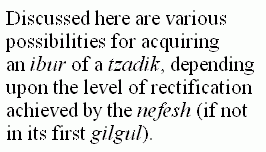 Discussed here are various
possibilities for acquiring
an ibur of a tzadik, depending
upon the level of rectification
achieved by the nefesh (if not
in its first gilgul).